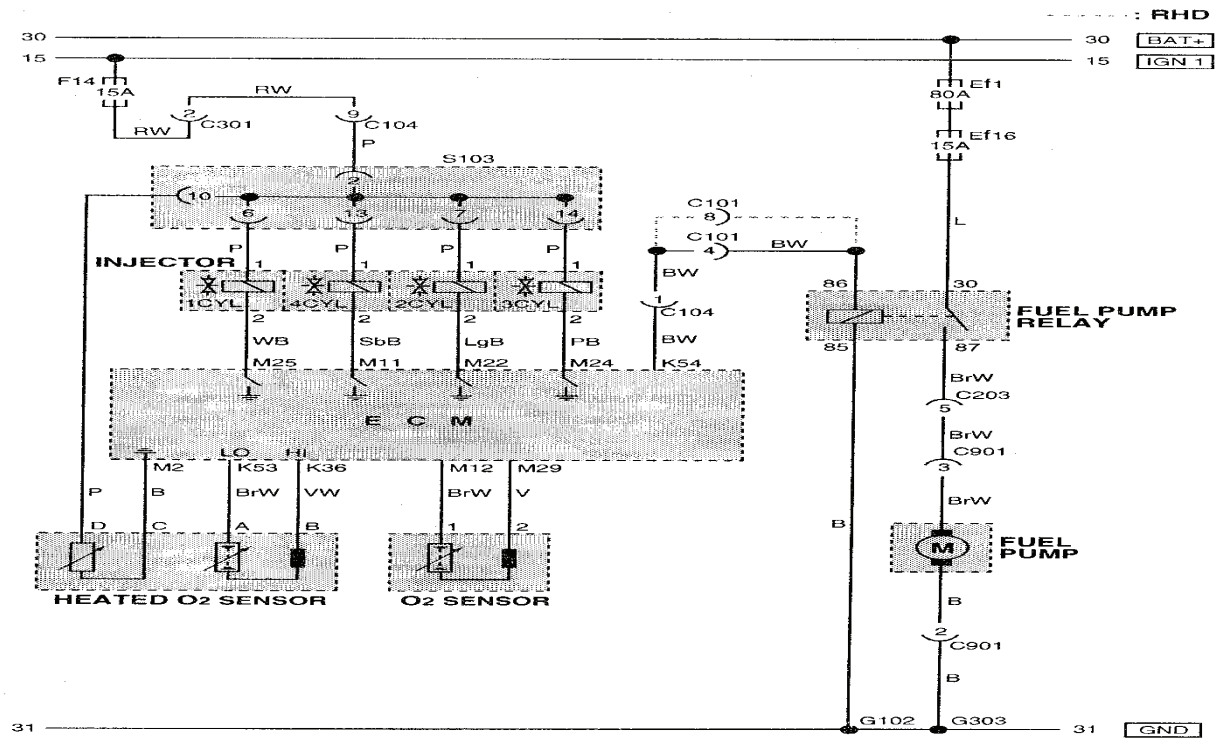 : RHD
30 30 BAT+
15 15 IGN 1
F14 15A
RW
2 C301
RW
9 C104
P
Ef1
80A
Ef16
15A
S103
2
10
6 13 7 14
C101
8
C101
4 BW
L
P P P P
INJECTOR 1 1 1 1
BW
1CYL 4CYL 2CYL 3CYL
2 2 2 2
1
C104
86 30
FUEL PUMP
RELAY
85 87
WB SbB LgB PB BW
M25 M11 M22 M24 K54
BrW
C203
5
E C M
BrW
C901
3
LO HI
M2 K53 K36 M12 M29
P B BrW VW BrW V
BrW
B
D C A B 1 2
M
FUEL
PUMP
HEATED O2 SENSOR
O2 SENSOR
B
2
C901
B
31 G102 G303 31 GND